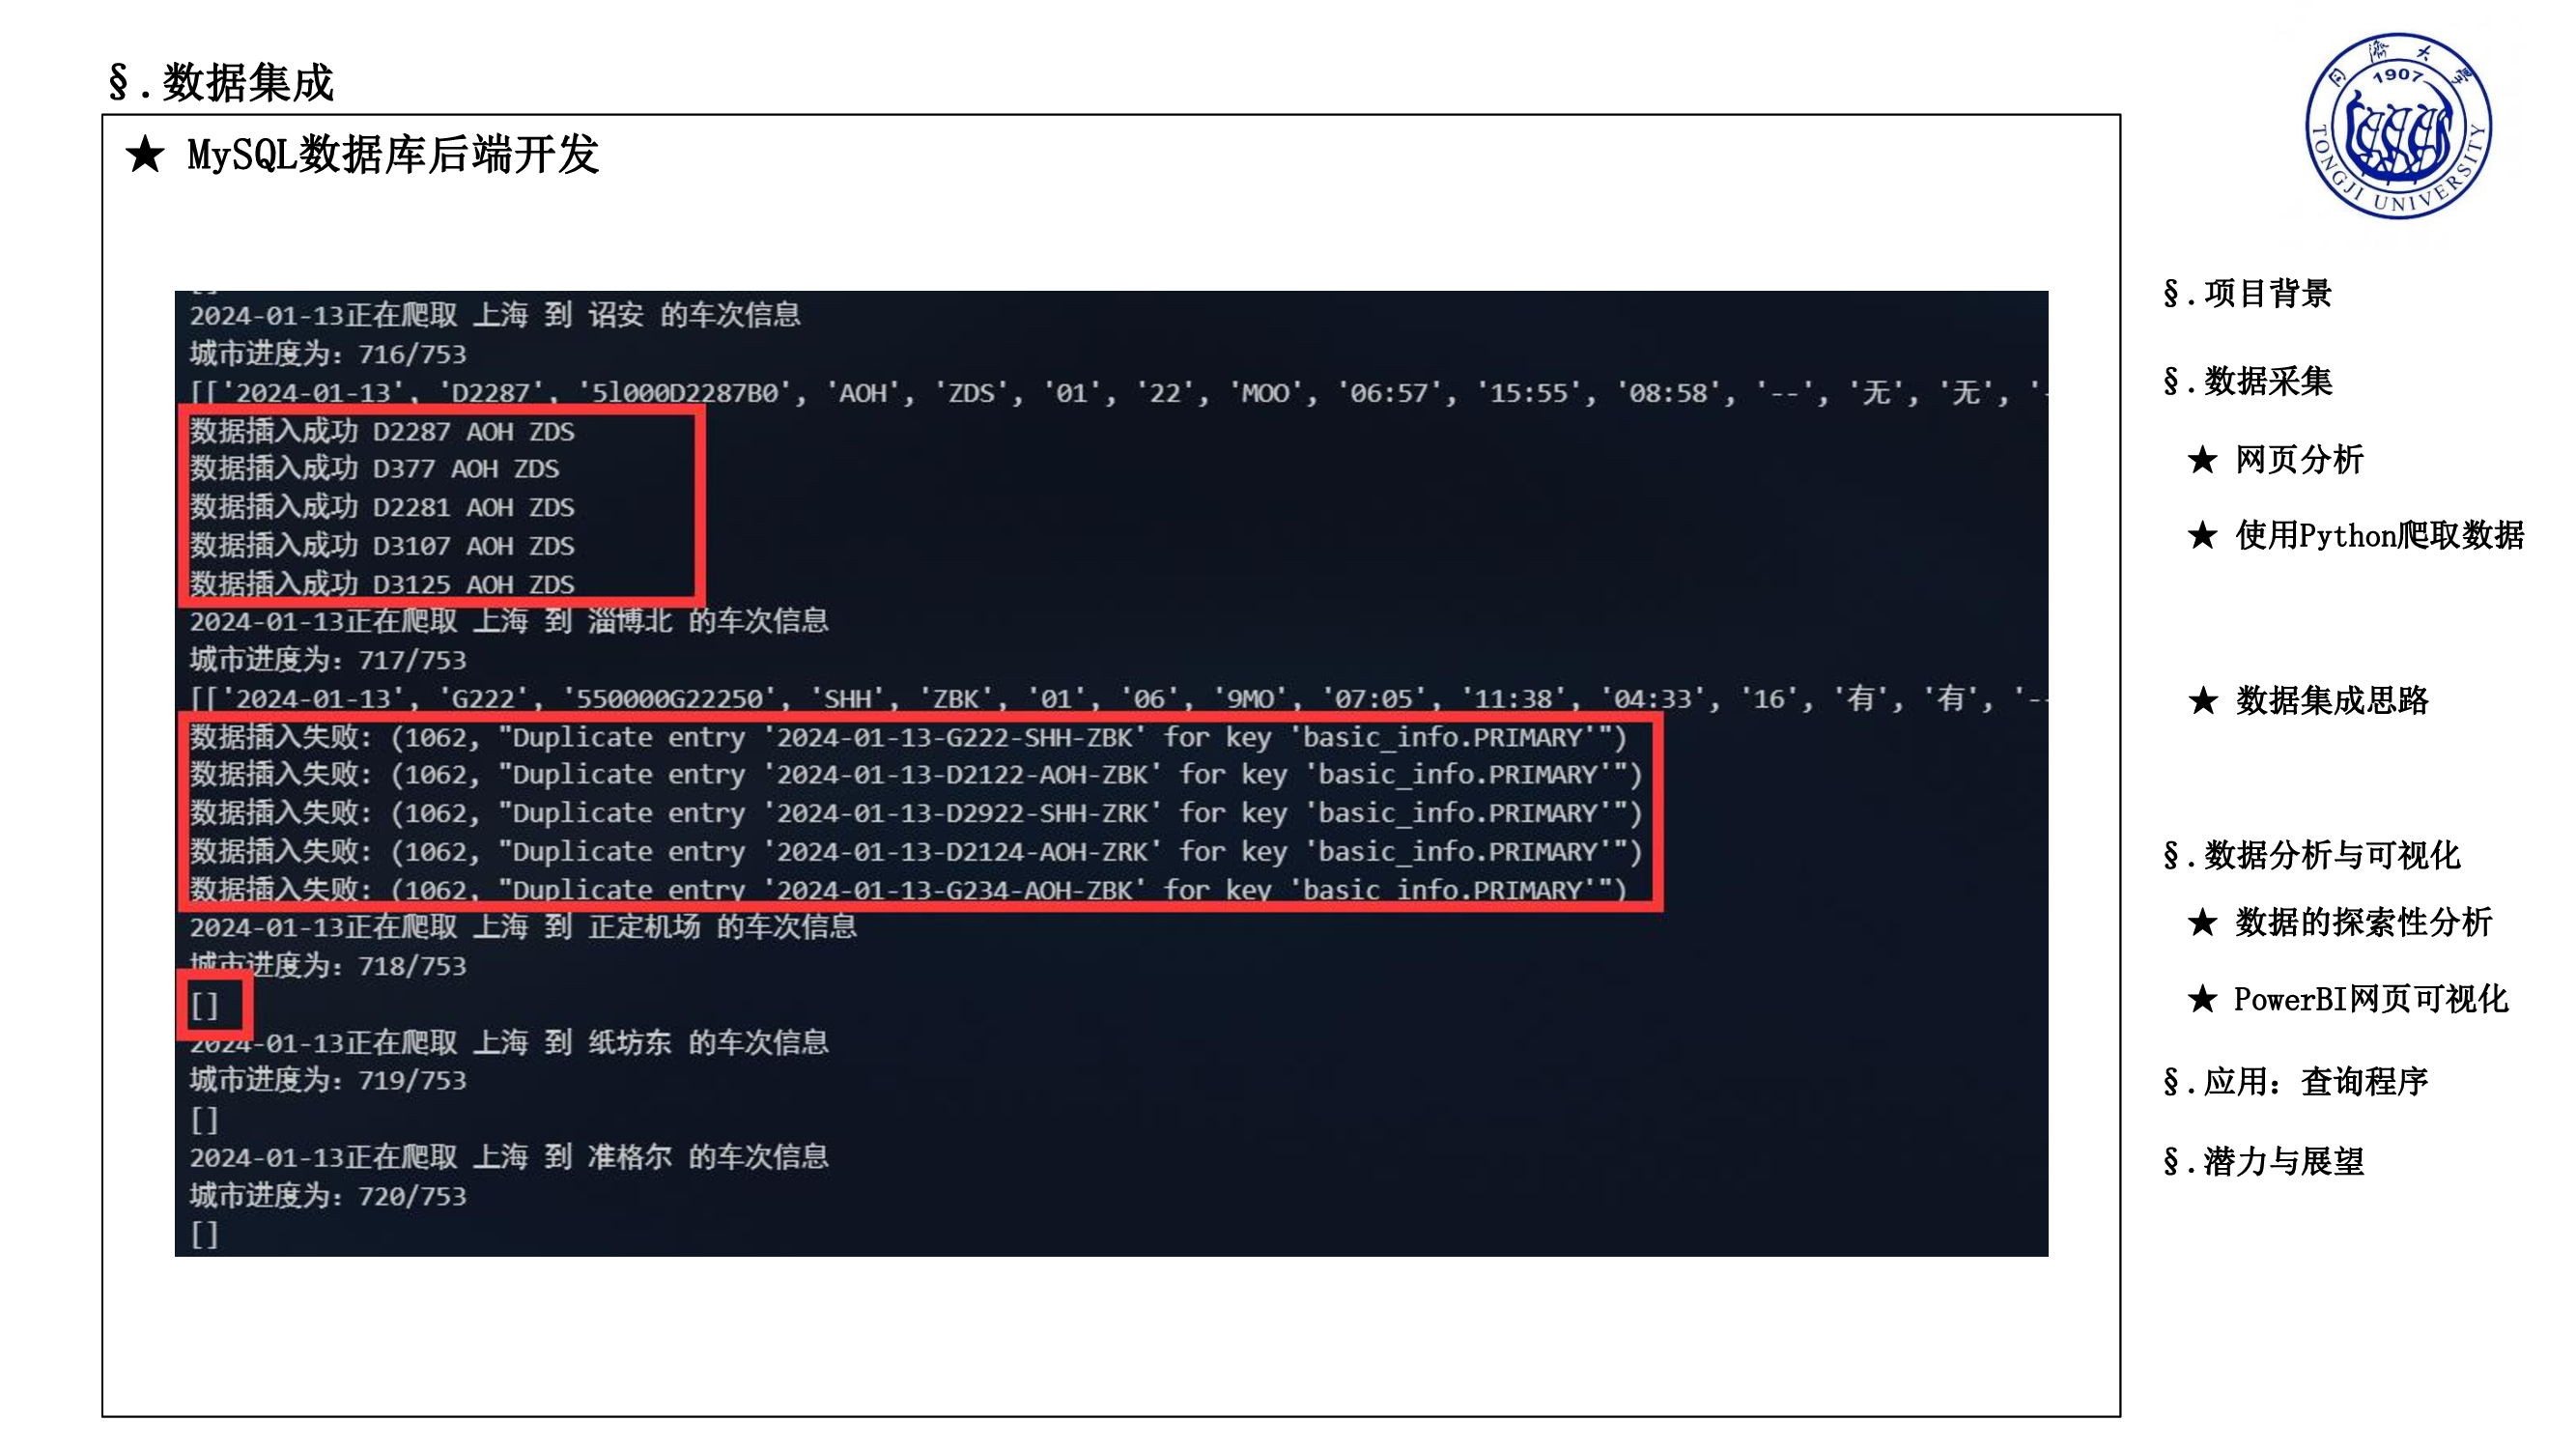 §.数据集成
★ MySQL数据库后端开发
2024-01-13正在爬取 上海 到 诏安 的车次信息
城市进度为：716/753
[['2024-01-13', 'D2287', '5l000D2287B0', 'AOH', 'ZDS', '01', '22', 'MOO', '06:57', '15:55', '08:58', '--', '无', '无', '-
数据插入成功 D2287 AOH ZDS
数据插入成功 D377 AOH ZDS
数据插入成功 D2281 AOH ZDS
数据插入成功 D3107 AOH ZDS
数据插入成功 D3125 AOH ZDS
2024-01-13正在爬取 上海 到 淄博北 的车次信息
城市进度为：717/753
[['2024-01-13', 'G222', '550000G22250', 'SHH', 'ZBK', '01', '06', '9MO', '07:05', '11:38', '04:33', '16', '有', '有', '--
数据插入失败：(1062, "Duplicate entry '2024-01-13-G222-SHH-ZBK' for key 'basic_info.PRIMARY'")
数据插入失败：(1062, "Duplicate entry '2024-01-13-D2122-AOH-ZBK' for key 'basic_info.PRIMARY'")
数据插入失败：(1062, "Duplicate entry '2024-01-13-D2922-SHH-ZRK' for key 'basic_info.PRIMARY'")
数据插入失败：(1062, "Duplicate entry '2024-01-13-D2124-AOH-ZRK' for key 'basic_info.PRIMARY'")
数据插入失败：(1062, "Duplicate entry '2024-01-13-G234-AOH-ZBK' for key 'basic_info.PRIMARY'")
2024-01-13正在爬取 上海 到 正定机场 的车次信息
城市进度为：718/753
[]
2024-01-13正在爬取 上海 到 纸坊东 的车次信息
城市进度为：719/753
[]
2024-01-13正在爬取 上海 到 准格尔 的车次信息
城市进度为：720/753
[]
同濟大學
1907
TONGJI UNIVERSITY
§.项目背景
§.数据采集
★ 网页分析
★ 使用Python爬取数据
★ 数据集成思路
§.数据分析与可视化
★ 数据的探索性分析
★ PowerBI网页可视化
§.应用：查询程序
§.潜力与展望